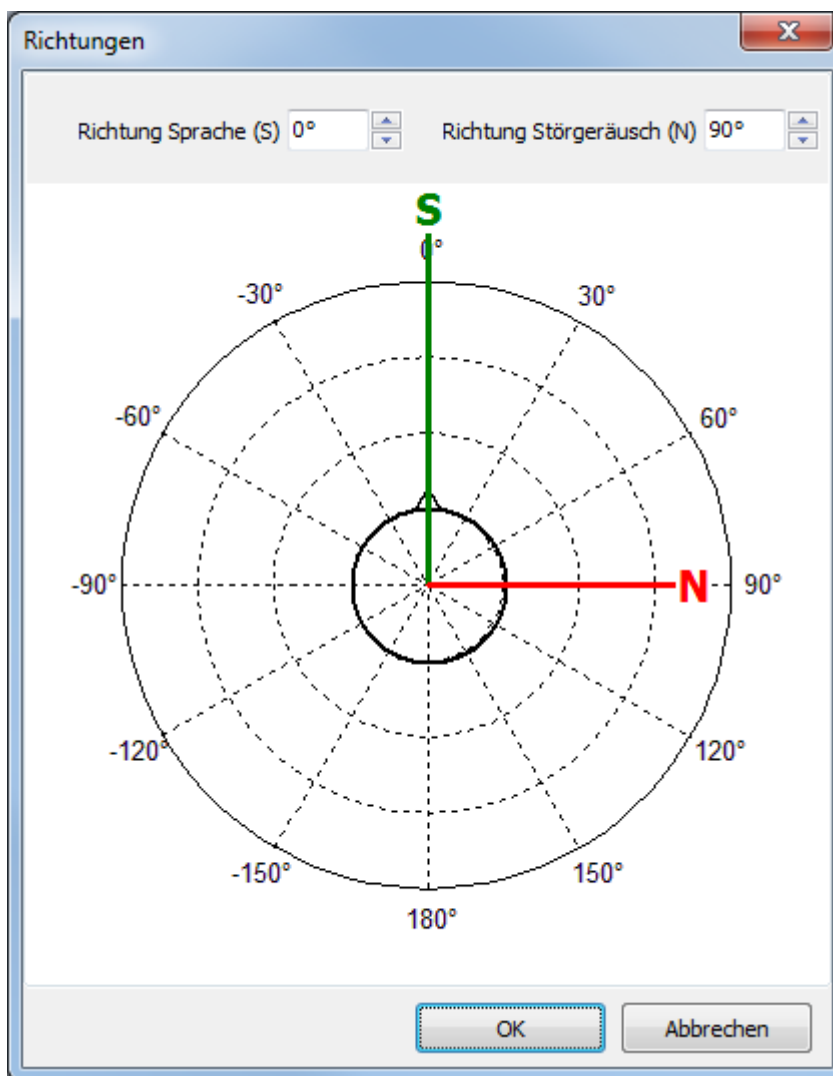 Richtungen
Richtung Sprache (S) 0° Richtung Störgeräusch (N) 90°
S
0°
-30° 30°
-60° 60°
-90° N 90°
-120° 120°
-150° 150°
180°
OK Abbrechen